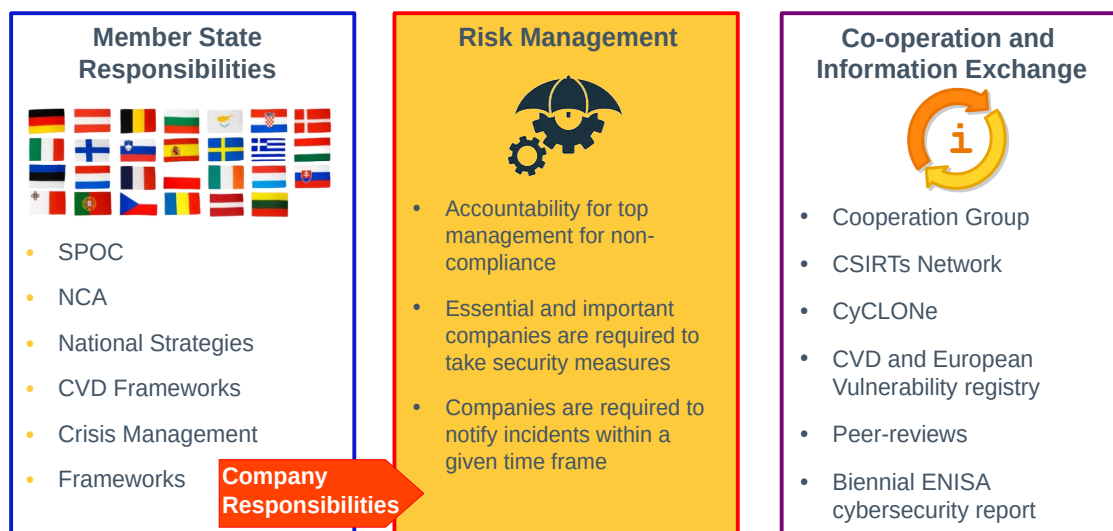 Member State
Responsibilities
• SPOC
• NCA
• National Strategies
• CVD Frameworks
• Crisis Management
• Frameworks
Company
Responsibilities
Risk Management
• Accountability for top
management for non-
compliance
• Essential and important
companies are required to
take security measures
• Companies are required to
notify incidents within a
given time frame
Co-operation and
Information Exchange
i
• Cooperation Group
• CSIRTs Network
• CyCLONe
• CVD and European
Vulnerability registry
• Peer-reviews
• Biennial ENISA
cybersecurity report